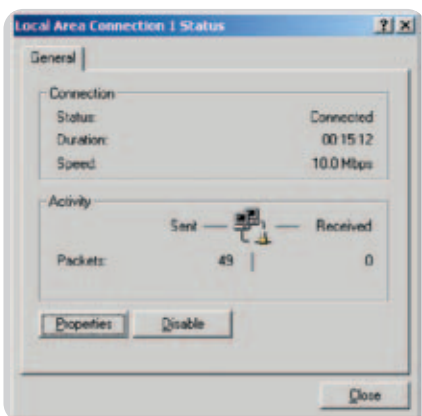 Local Area Connection 1 Status
? X
General
Connection
Status: Connected
Duration: 00:15:12
Speed: 10.0 Mbps
Activity
Sent Received
Packets: 49 0
Properties Disable
Close